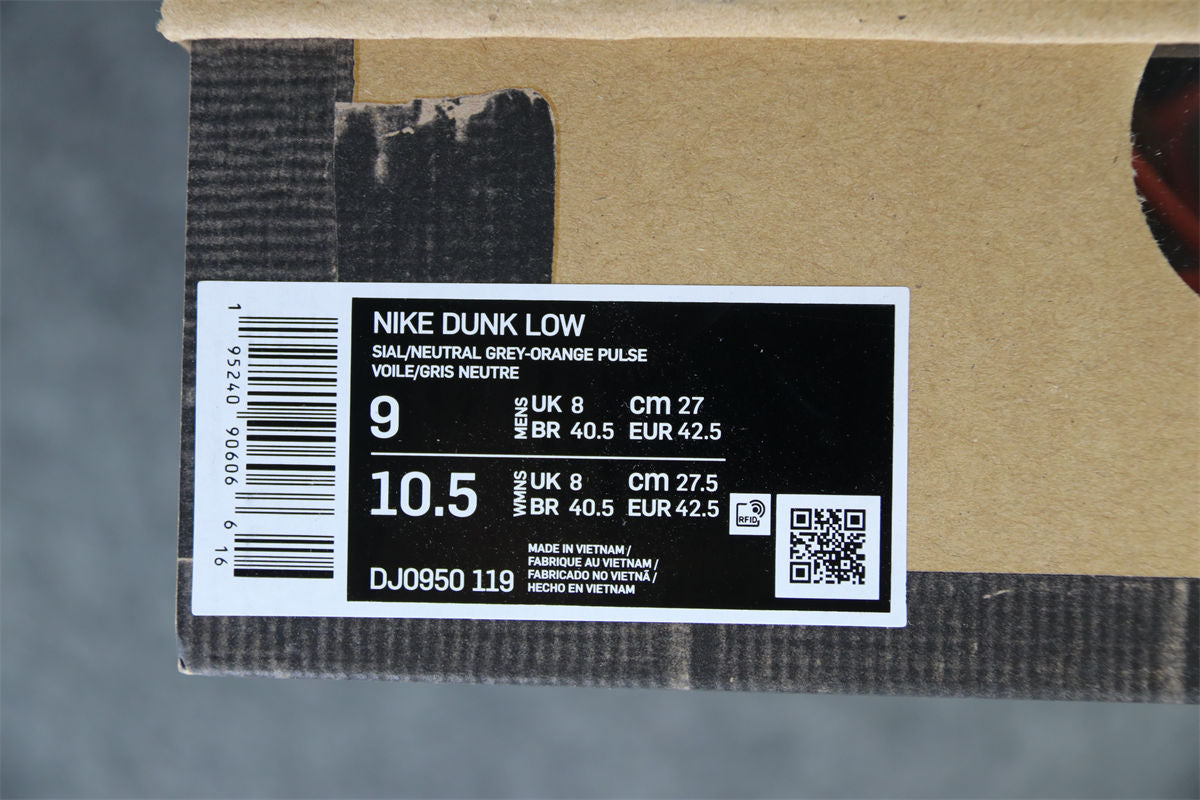 1 95240 90606 6 16
NIKE DUNK LOW
SIAL/NEUTRAL GREY-ORANGE PULSE
VOILE/GRIS NEUTRE
9 MENS UK 8 cm 27
BR 40.5 EUR 42.5
10.5 WMNS UK 8 cm 27.5
BR 40.5 EUR 42.5
RFID
DJ0950 119
MADE IN VIETNAM /
FABRIQUE AU VIETNAM /
FABRICADO NO VIETNÃ /
HECHO EN VIETNAM